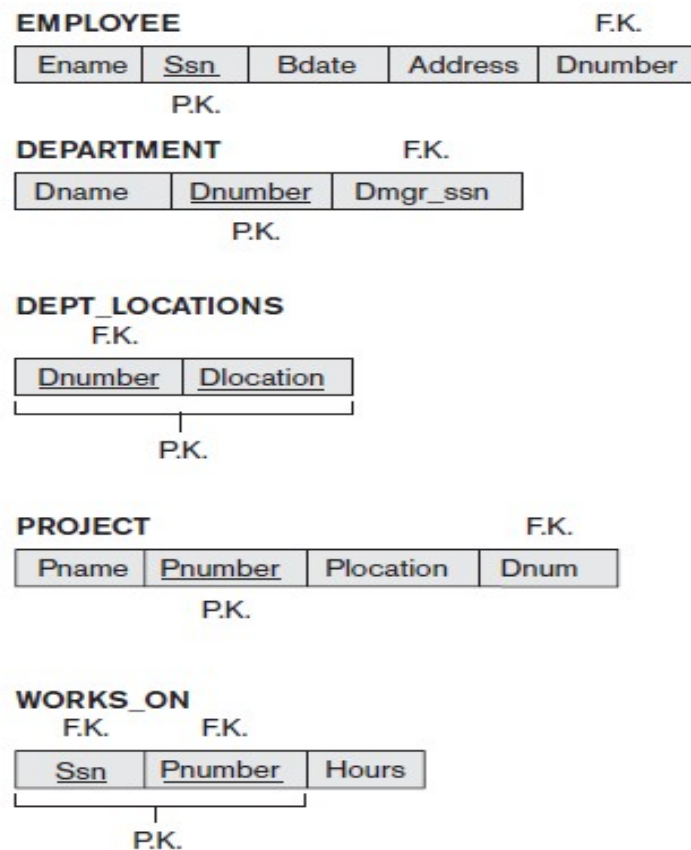 EMPLOYEE F.K.
Ename Ssn Bdate Address Dnumber
P.K.
DEPARTMENT F.K.
Dname Dnumber Dmgr_ssn
P.K.
DEPT_LOCATIONS
F.K.
Dnumber Dlocation
P.K.
PROJECT F.K.
Pname Pnumber Plocation Dnum
P.K.
WORKS_ON
F.K. F.K.
Ssn Pnumber Hours
P.K.